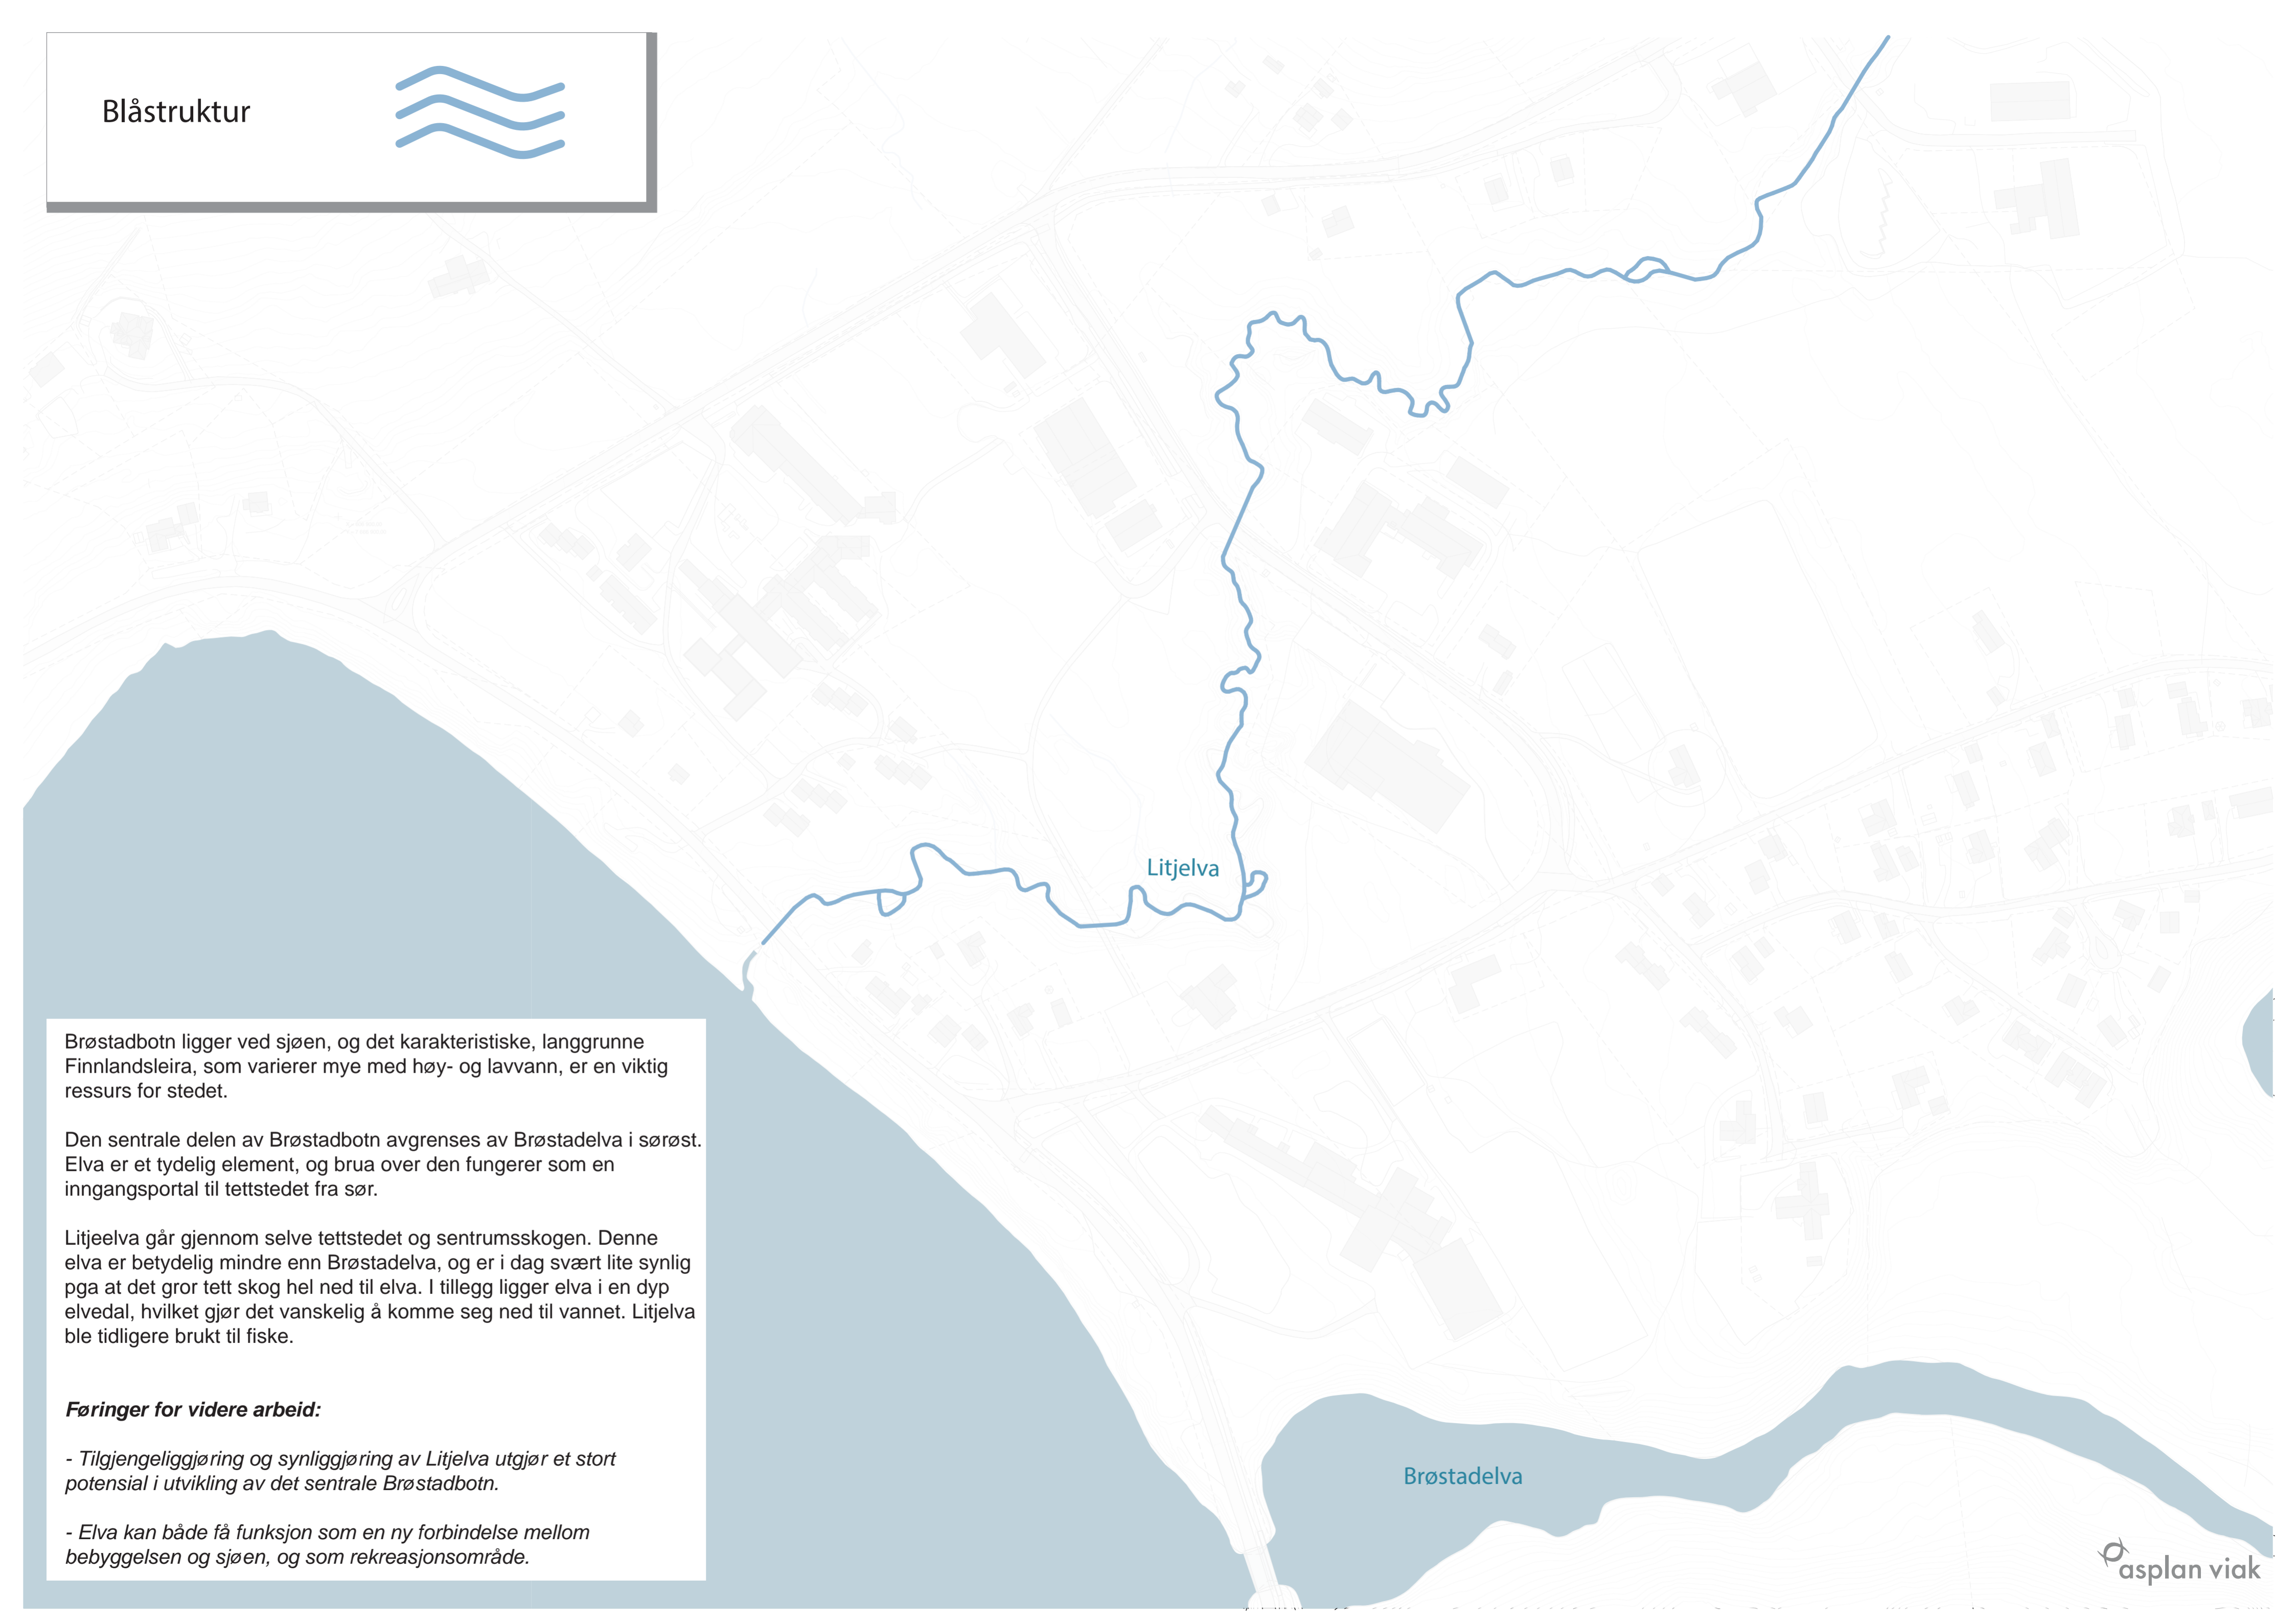 Blåstruktur
Litjelva
Brøstadbotn ligger ved sjøen, og det karakteristiske, langgrunne
Finnlandsleira, som varierer mye med høy- og lavvann, er en viktig
ressurs for stedet.
Den sentrale delen av Brøstadbotn avgrenses av Brøstadelva i sørøst.
Elva er et tydelig element, og brua over den fungerer som en
inngangsportal til tettstedet fra sør.
Litjeelva går gjennom selve tettstedet og sentrumsskogen. Denne
elva er betydelig mindre enn Brøstadelva, og er i dag svært lite synlig
pga at det gror tett skog hel ned til elva. I tillegg ligger elva i en dyp
elvedal, hvilket gjør det vanskelig å komme seg ned til vannet. Litjelva
ble tidligere brukt til fiske.
Føringer for videre arbeid:
- Tilgjengeliggjøring og synliggjøring av Litjelva utgjør et stort
potensial i utvikling av det sentrale Brøstadbotn.
- Elva kan både få funksjon som en ny forbindelse mellom
bebyggelsen og sjøen, og som rekreasjonsområde.
Brøstadelva
asplan viak